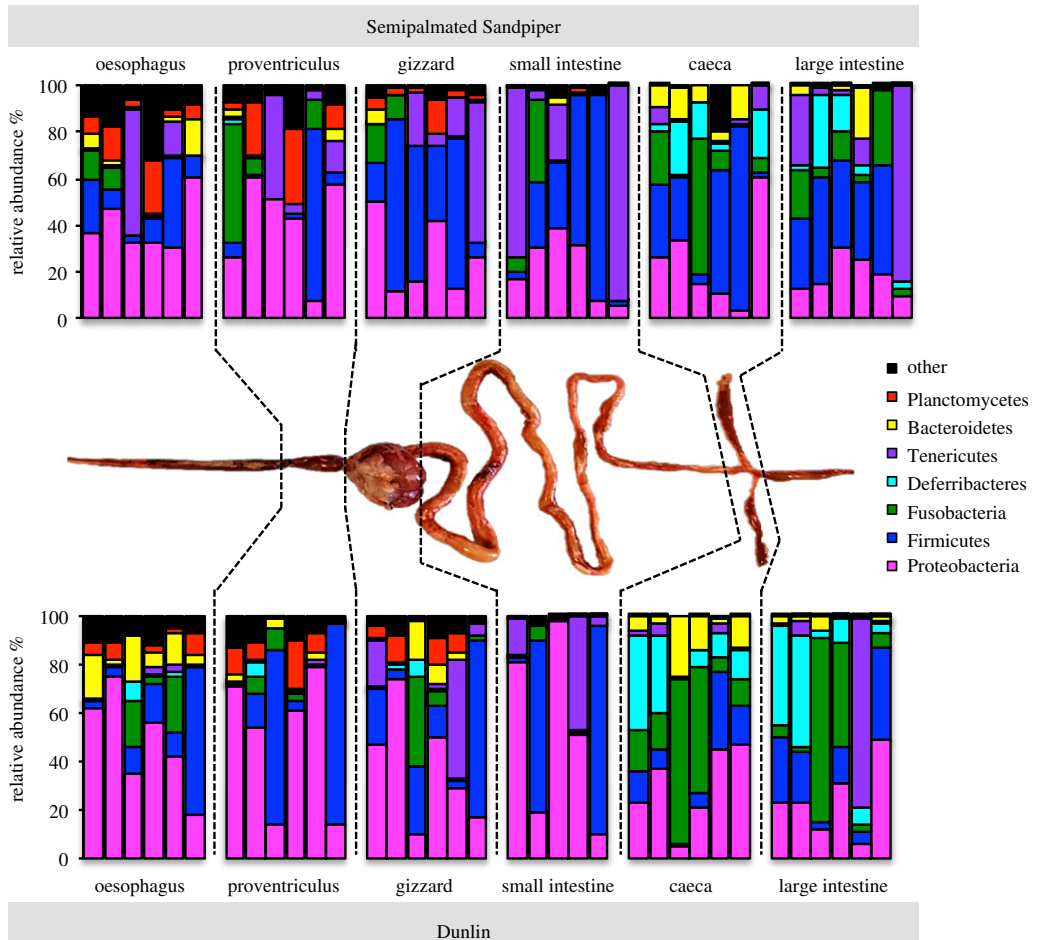 Semipalmated Sandpiper
oesophagus proventriculus gizzard small intestine caeca large intestine
relative abundance %
100
80
60
40
20
0
other
Planctomycetes
Bacteroidetes
Tenericutes
Deferribacteres
Fusobacteria
Firmicutes
Proteobacteria
relative abundance %
100
80
60
40
20
0
oesophagus proventriculus gizzard small intestine caeca large intestine
Dunlin